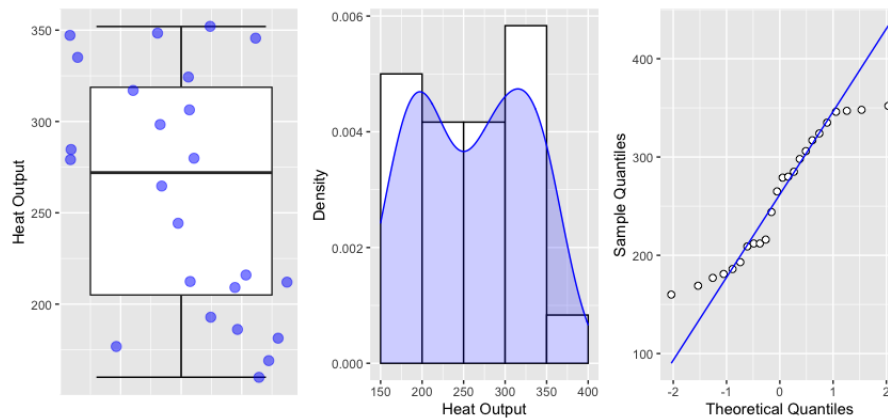 Heat Output
350
300
250
200
Density
0.006
0.004
0.002
0.000
150 200 250 300 350 400
Heat Output
Sample Quantiles
400
300
200
100
-2 -1 0 1 2
Theoretical Quantiles